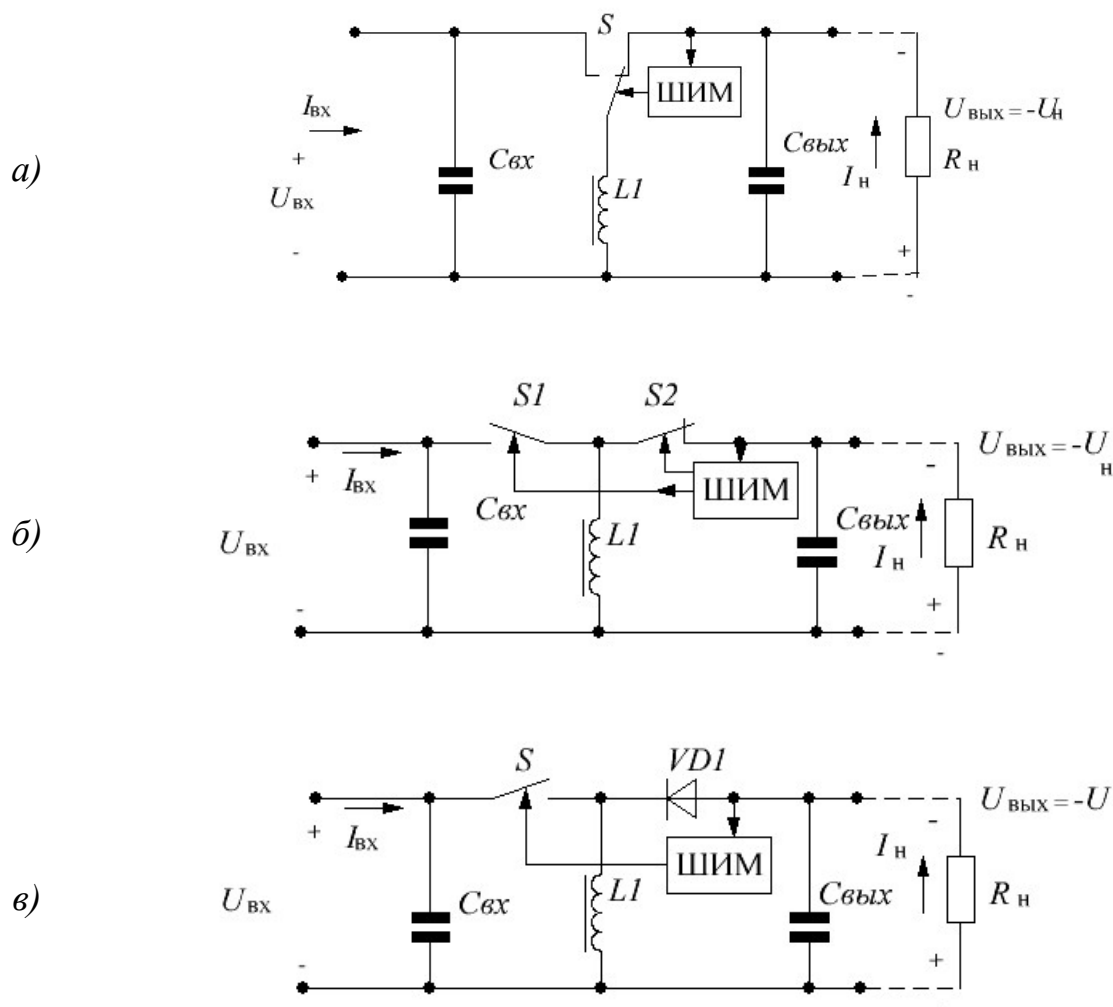 а)
S
ШИМ
Iвх
+
Uвх
-
Cвх
L1
Cвых
Iн
-
Uвых=-Uн
Rн
+
-
б)
S1
S2
+
Iвх
ШИМ
Cвх
Uвх
L1
Cвых
Iн
-
Uвых=-Uн
Rн
+
-
-
в)
S
VD1
+
Iвх
ШИМ
Uвх
Cвх
L1
Cвых
Iн
-
Uвых=-U
Rн
+
-